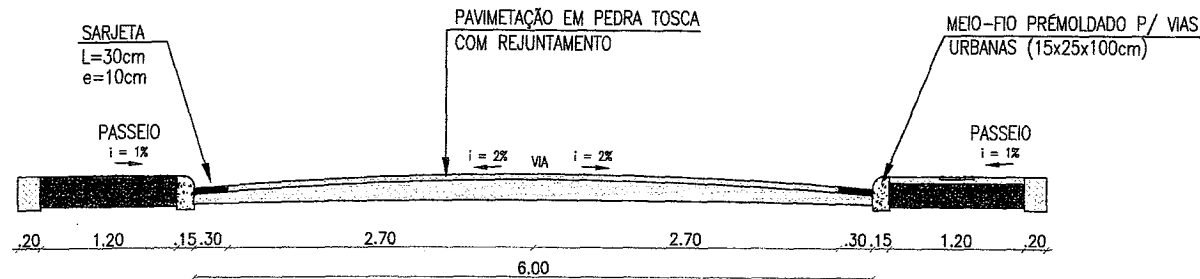 SARJETA
L=30cm
e=10cm
PAVIMETAÇÃO EM PEDRA TOSCA
COM REJUNTAMENTO
MEIO-FIO PRÉMOLDADO P/ VIAS
URBANAS (15x25x100cm)
PASSEIO
i = 1%
i = 2%
VIA
i = 2%
PASSEIO
i = 1%
.20 1.20 .15 .30 2.70 2.70 .30 .15 1.20 .20
6.00